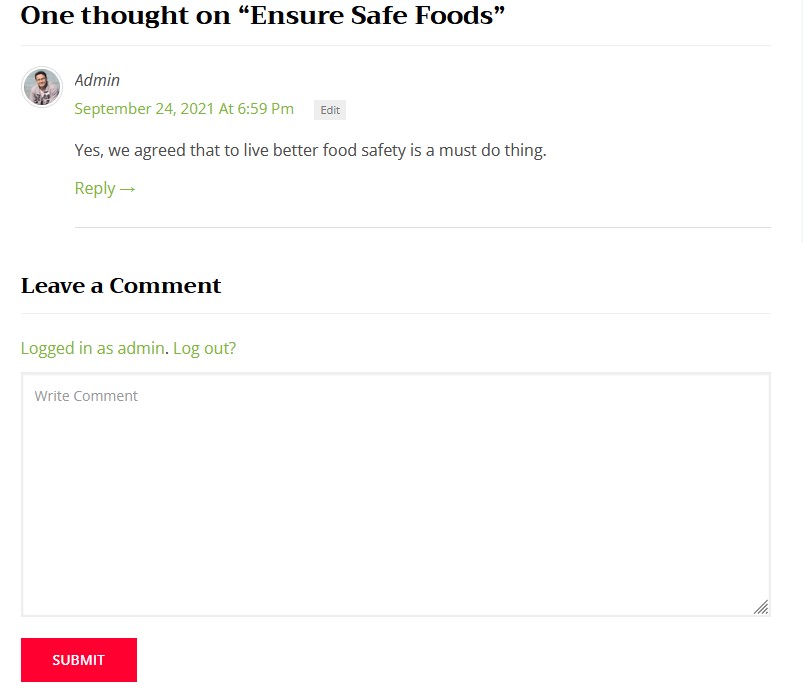 One thought on “Ensure Safe Foods”
Admin
September 24, 2021 At 6:59 Pm Edit
Yes, we agreed that to live better food safety is a must do thing.
Reply →
Leave a Comment
Logged in as admin. Log out?
Write Comment
SUBMIT